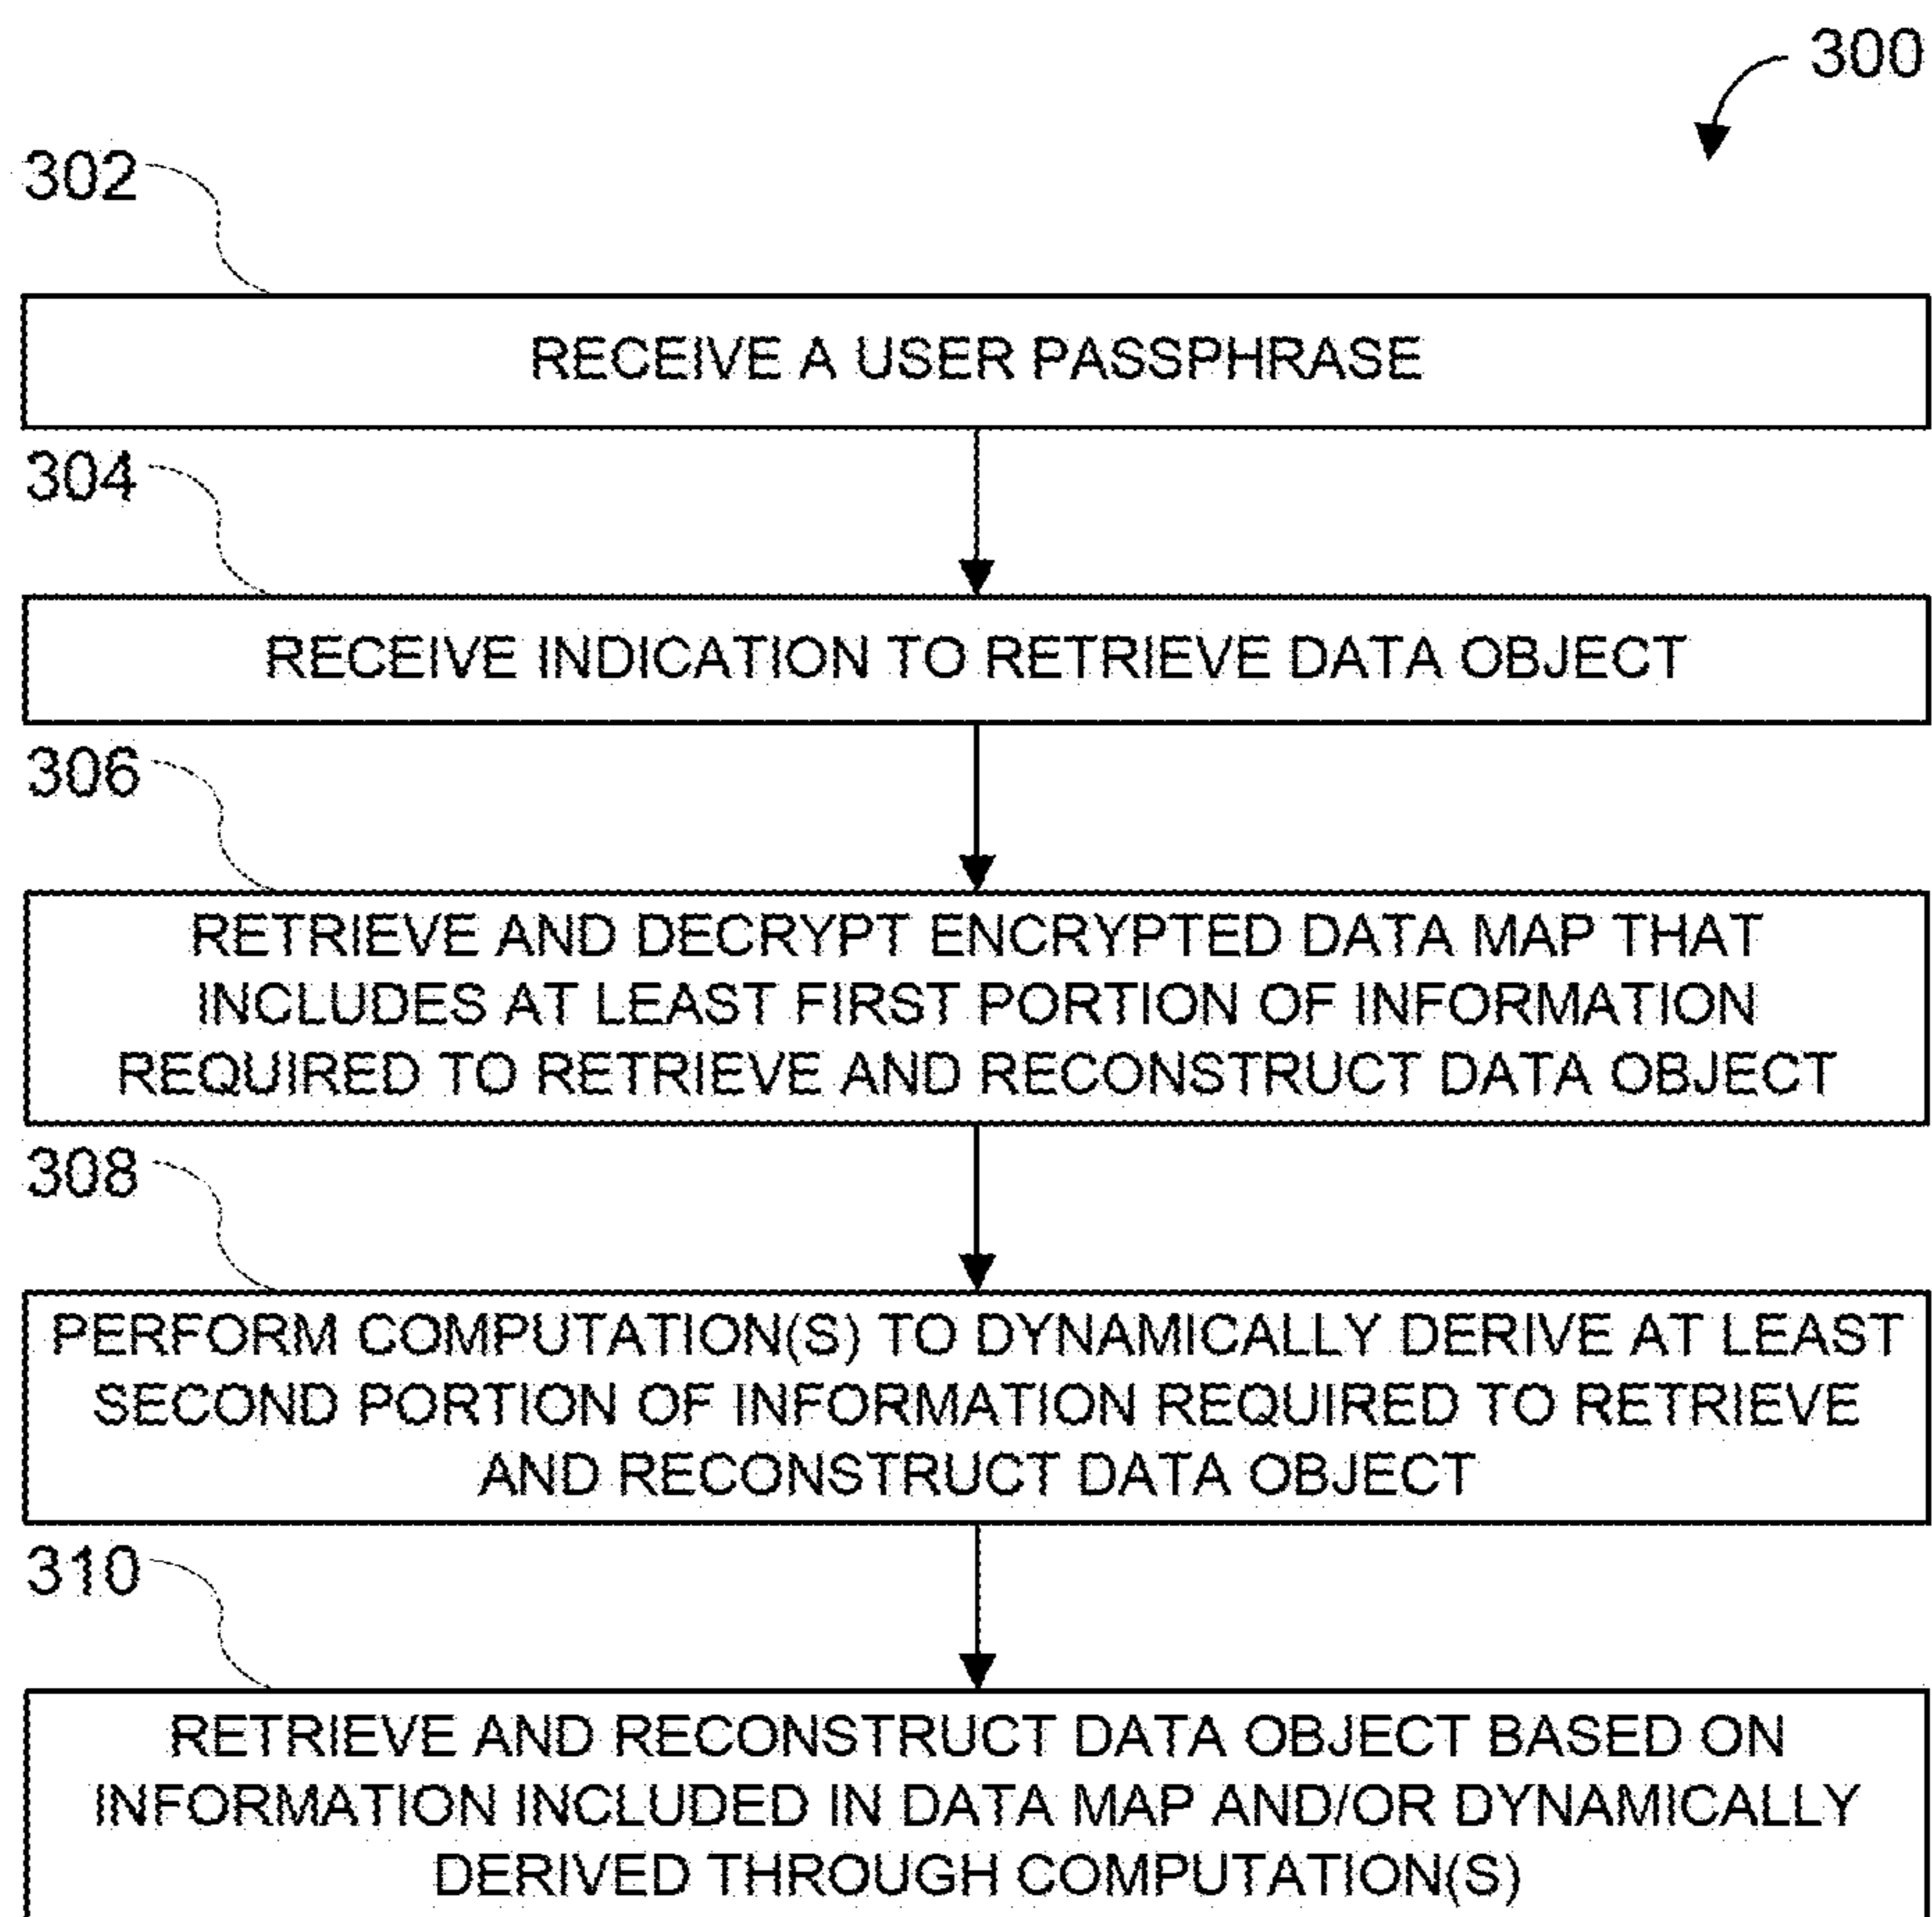 300
302
RECEIVE A USER PASSPHRASE
304
RECEIVE INDICATION TO RETRIEVE DATA OBJECT
306
RETRIEVE AND DECRYPT ENCRYPTED DATA MAP THAT
INCLUDES AT LEAST FIRST PORTION OF INFORMATION
REQUIRED TO RETRIEVE AND RECONSTRUCT DATA OBJECT
308
PERFORM COMPUTATION(S) TO DYNAMICALLY DERIVE AT LEAST
SECOND PORTION OF INFORMATION REQUIRED TO RETRIEVE
AND RECONSTRUCT DATA OBJECT
310
RETRIEVE AND RECONSTRUCT DATA OBJECT BASED ON
INFORMATION INCLUDED IN DATA MAP AND/OR DYNAMICALLY
DERIVED THROUGH COMPUTATION(S)